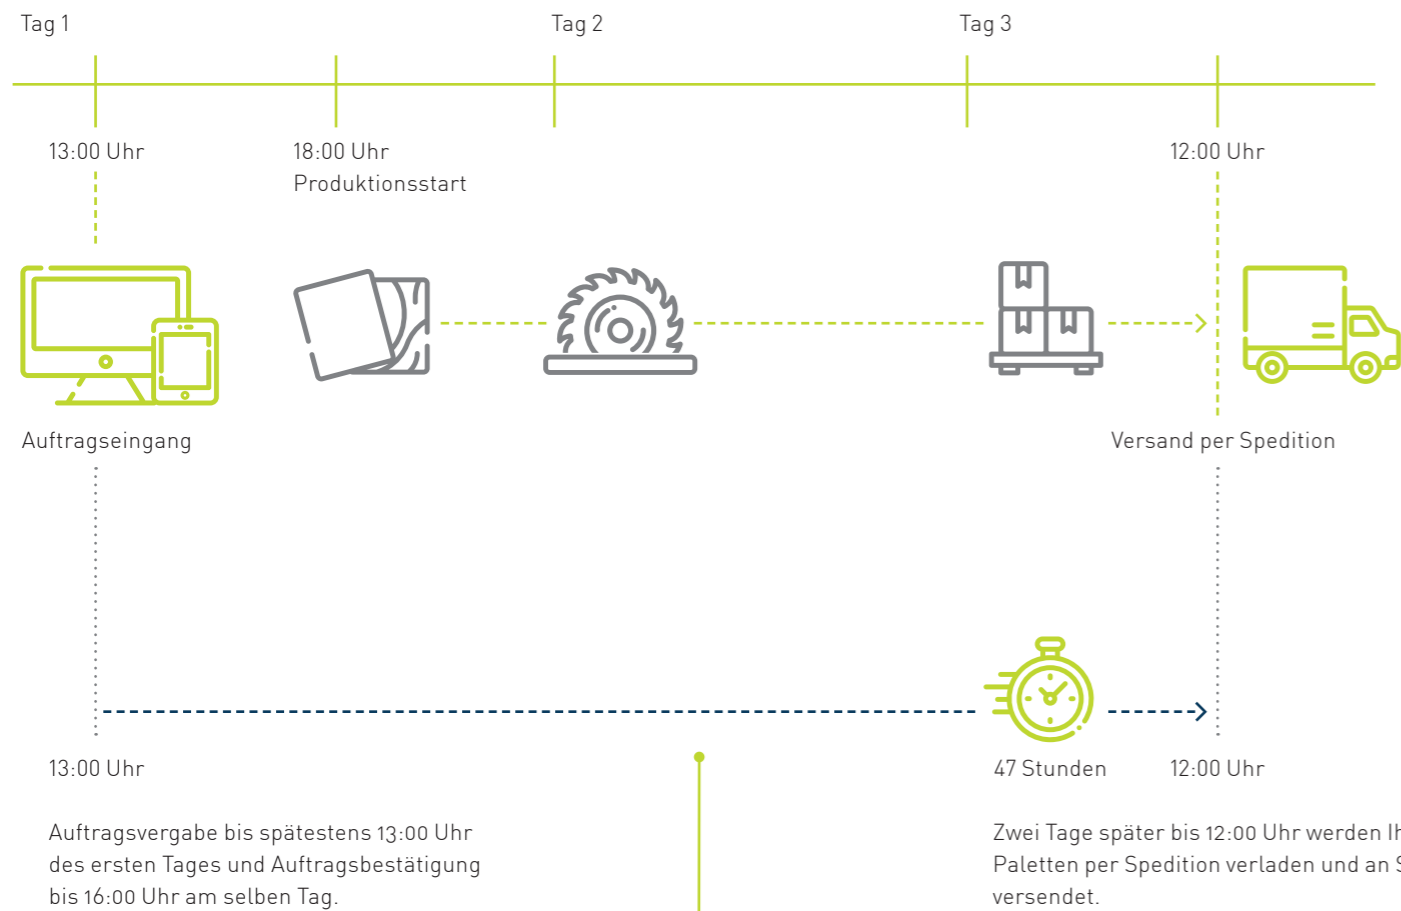 Tag 1
Tag 2
Tag 3
13:00 Uhr
18:00 Uhr
Produktionsstart
12:00 Uhr
Auftragseingang
Versand per Spedition
13:00 Uhr
47 Stunden
12:00 Uhr
Auftragsvergabe bis spätestens 13:00 Uhr
des ersten Tages und Auftragsbestätigung
bis 16:00 Uhr am selben Tag.
Zwei Tage später bis 12:00 Uhr werden
Paletten per Spedition verladen und an
versendet.